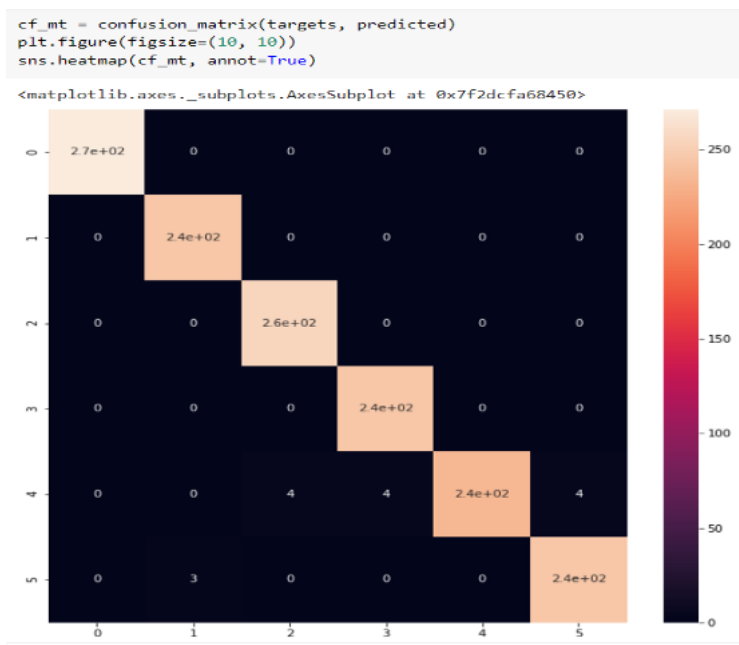 cf_mt = confusion_matrix(targets, predicted)
plt.figure(figsize=(10, 10))
sns.heatmap(cf_mt, annot=True)
<matplotlib.axes._subplots.AxesSubplot at 0x7f2dcfa68450>
0 2.7e+02 0 0 0 0 0
1 0 2.4e+02 0 0 0 0
2 0 0 2.6e+02 0 0 0
3 0 0 0 2.4e+02 0 0
4 0 0 4 4 2.4e+02 4
5 0 3 0 0 0 2.4e+02
0 1 2 3 4 5
250
200
150
100
50
0